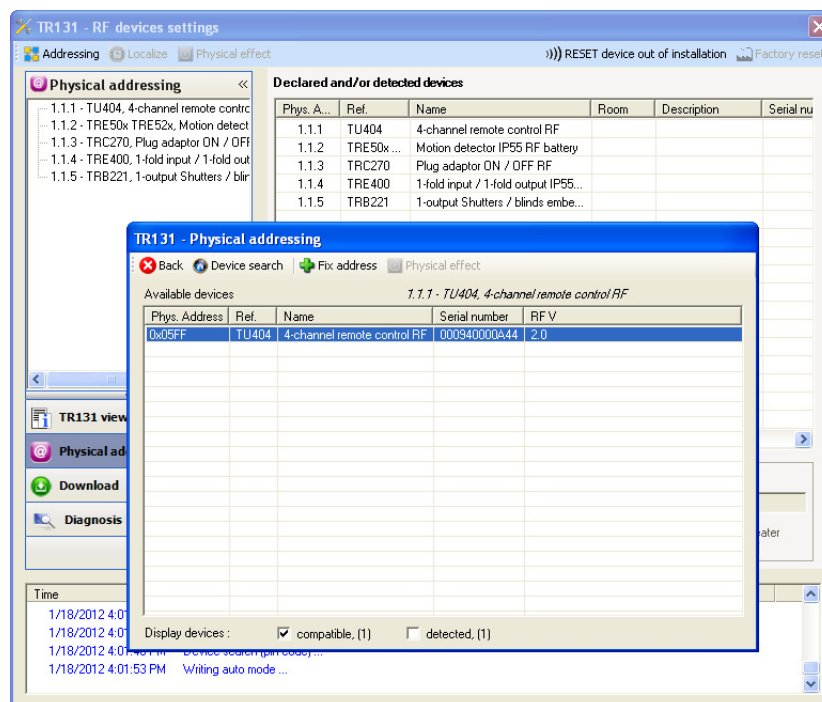 TR131 - RF devices settings
Addressing Localize Physical effect RESET device out of installation Factory reset
Physical addressing « Declared and/or detected devices
1.1.1 - TU404, 4-channel remote contro
1.1.2 - TRE50x TRE52x, Motion detect
1.1.3 - TRC270, Plug adaptor ON / OFF
1.1.4 - TRE400, 1-fold input / 1-fold out
1.1.5 - TRB221, 1-output Shutters / blin
Phys. A... Ref. Name Room Description Serial nu
1.1.1 TU404 4-channel remote control RF
1.1.2 TRE50x ... Motion detector IP55 RF battery
1.1.3 TRC270 Plug adaptor ON / OFF RF
1.1.4 TRE400 1-fold input / 1-fold output IP55...
1.1.5 TRB221 1-output Shutters / blinds embe...
TR131 - Physical addressing
Back Device search Fix address Physical effect
Available devices 1.1.1 - TU404, 4-channel remote control RF
Phys. Address Ref. Name Serial number RF V
0x05FF TU404 4-channel remote control RF 000940000A44 2.0
TR131 view
Physical ad
Download
Diagnosis
eater
Time
1/18/2012 4:01
1/18/2012 4:01
Display devices : compatible, (1) detected, (1)
1/18/2012 4:01:53 PM Writing auto mode ...